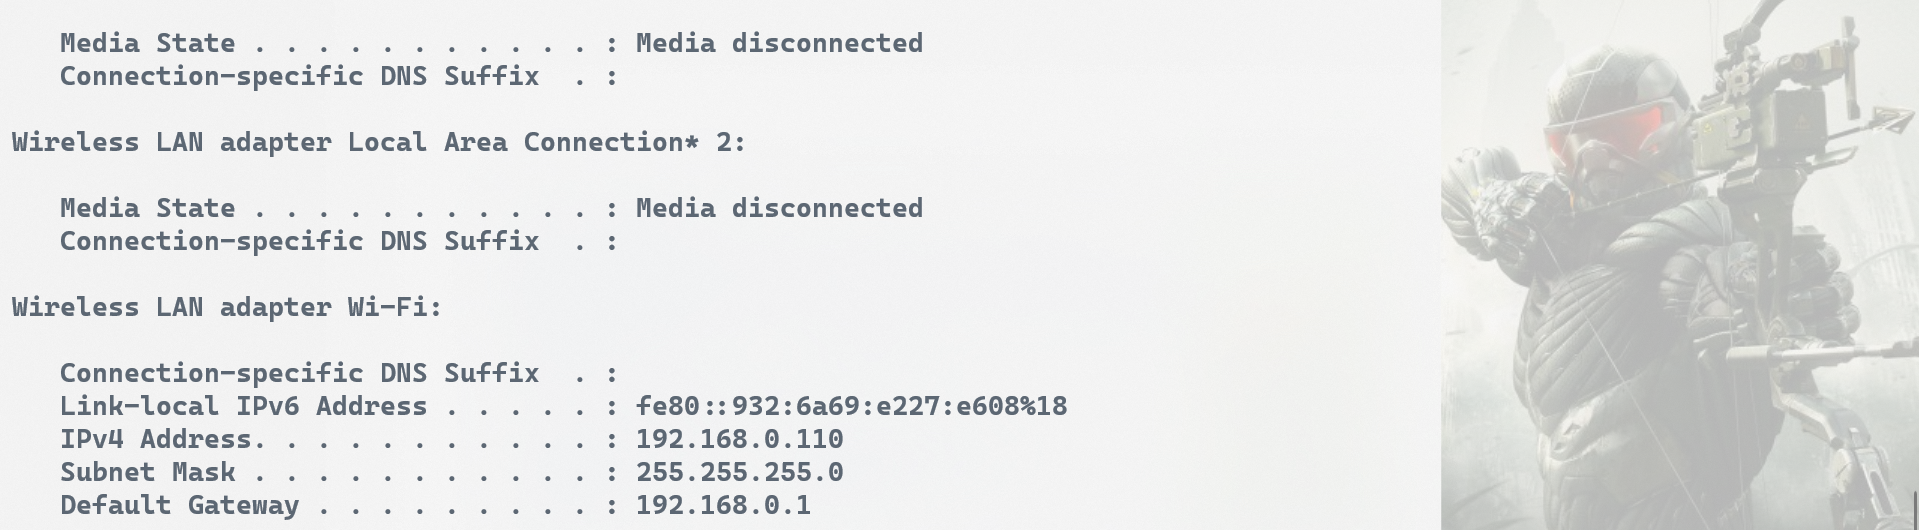 Media State . . . . . . . . . . . : Media disconnected
Connection-specific DNS Suffix  . :
Wireless LAN adapter Local Area Connection* 2:
Media State . . . . . . . . . . . : Media disconnected
Connection-specific DNS Suffix  . :
Wireless LAN adapter Wi-Fi:
Connection-specific DNS Suffix  . :
Link-local IPv6 Address . . . . . : fe80::932:6a69:e227:e608%18
IPv4 Address. . . . . . . . . . . : 192.168.0.110
Subnet Mask . . . . . . . . . . . : 255.255.255.0
Default Gateway . . . . . . . . . : 192.168.0.1